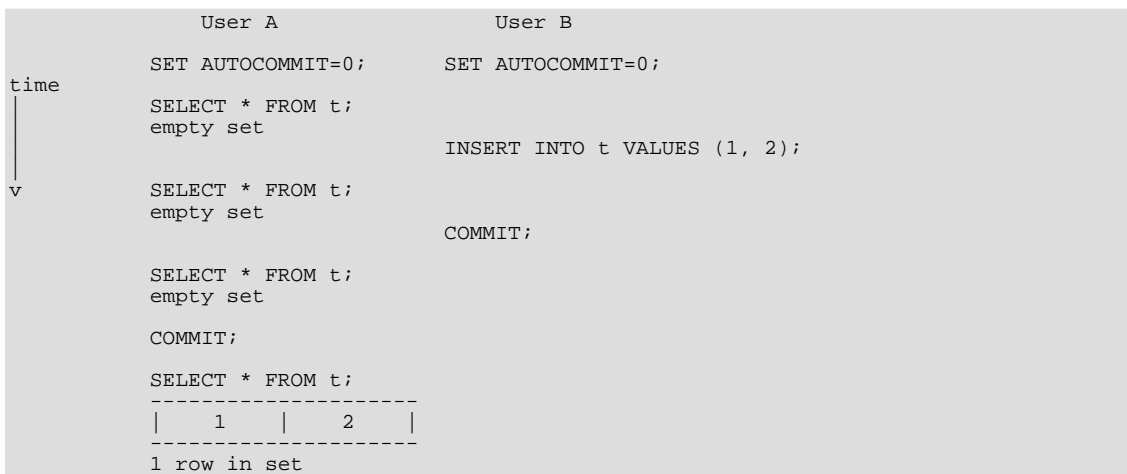 User A User B
SET AUTOCOMMIT=0; SET AUTOCOMMIT=0;
time
| SELECT * FROM t;
| empty set
| INSERT INTO t VALUES (1, 2);
|
v SELECT * FROM t;
empty set
COMMIT;
SELECT * FROM t;
empty set
COMMIT;
SELECT * FROM t;
---------------------
| 1 | 2 |
---------------------
1 row in set